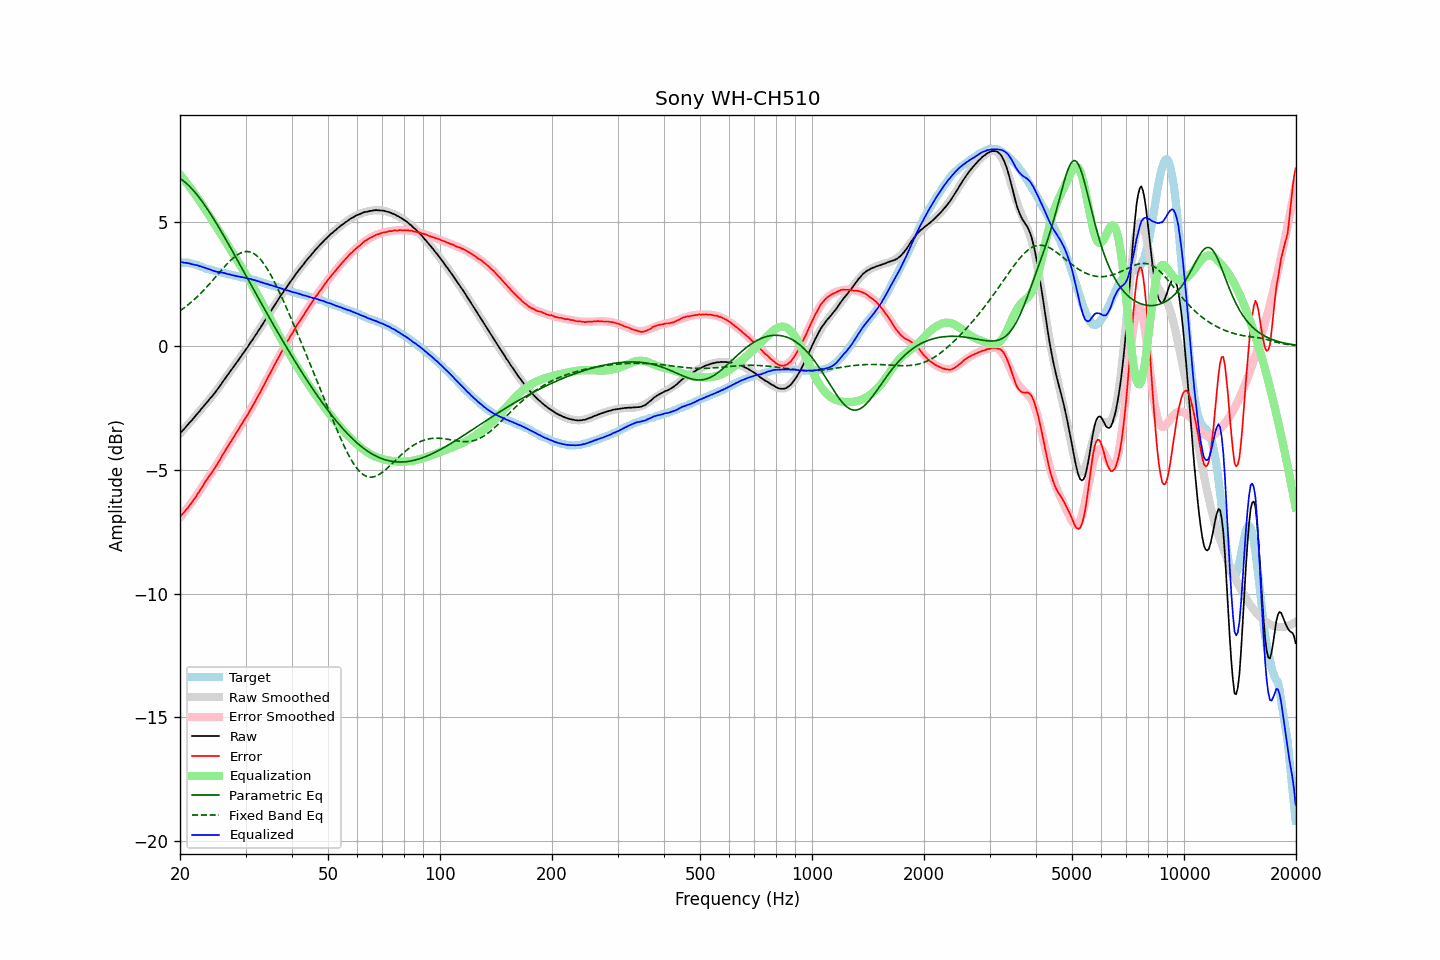 Sony WH-CH510
Amplitude (dBr)
5
0
−5
−10
−15
−20
Target
Raw Smoothed
Error Smoothed
Raw
Error
Equalization
Parametric Eq
Fixed Band Eq
Equalized
20 50 100 200 500 1000 2000 5000 10000 20000
Frequency (Hz)